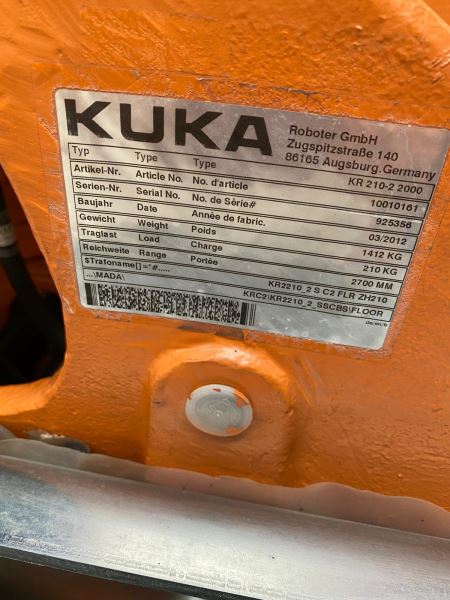 KUKA
Roboter GmbH
Zugspitzstraße 140
86165 Augsburg.Germany
Typ Type Type KR 210-2 2000
Artikel-Nr. Article No. No. d'article 10010161
Serien-Nr. Serial No. No. de Série# 925356
Baujahr Date Année de fabric. 03/2012
Gewicht Weight Poids 1412 KG
Traglast Load Charge 210 KG
Reichweite Range Portée 2700 MM
$Trafoname[]="#..... KR2210_2 S C2 FLR ZH210
...\MADA\ KRC2\KR2210_2_SSCBS\FLOOR
de/en/fr